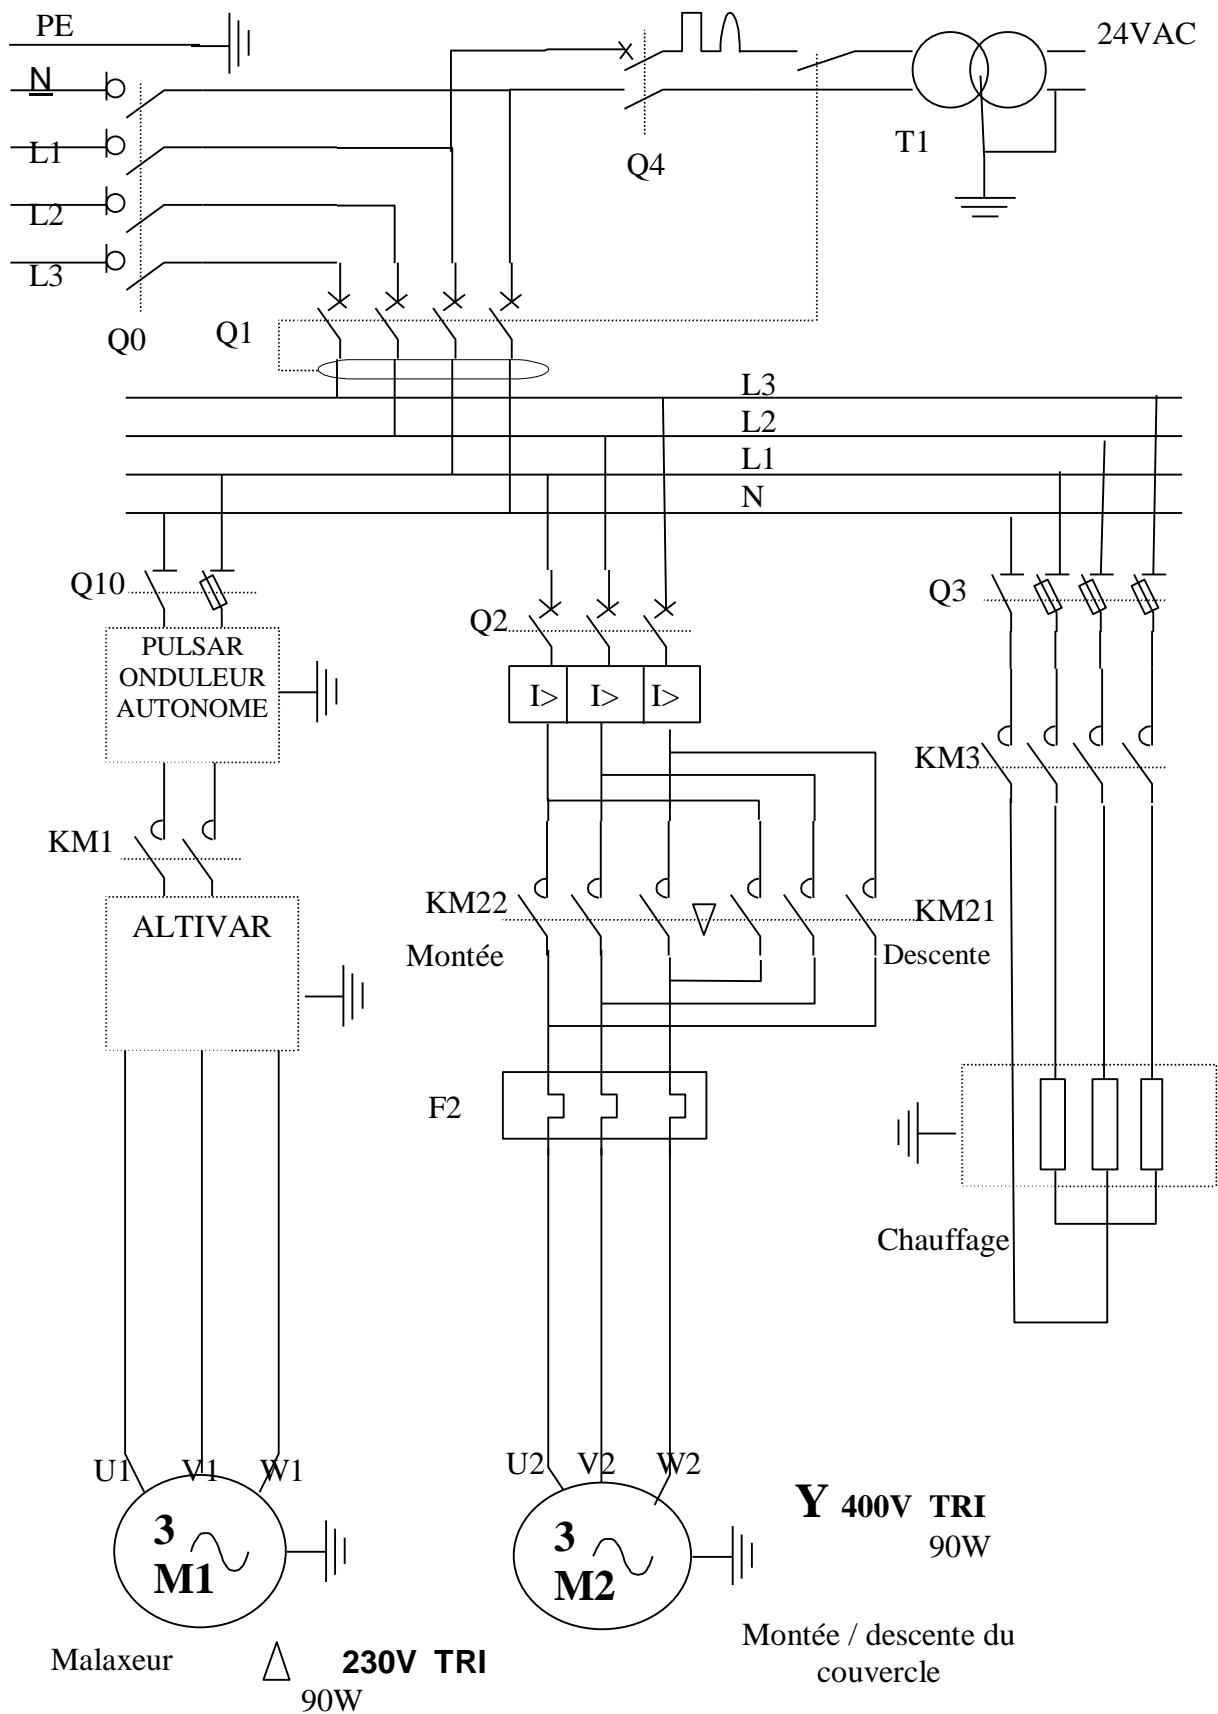 PE
24VAC
N
L1
T1
Q4
L2
L3
Q0
Q1
L3
L2
L1
N
Q10
Q2
Q3
PULSAR
ONDULEUR
AUTONOME
I> I> I>
KM3
KM1
KM22
KM21
ALTIVAR
Montée
Descente
F2
Chauffage
U1 V1 W1
U2 V2 W2
Y 400V TRI
90W
3
M1
3
M2
Montée / descente du
couvercle
Malaxeur
230V TRI
90W